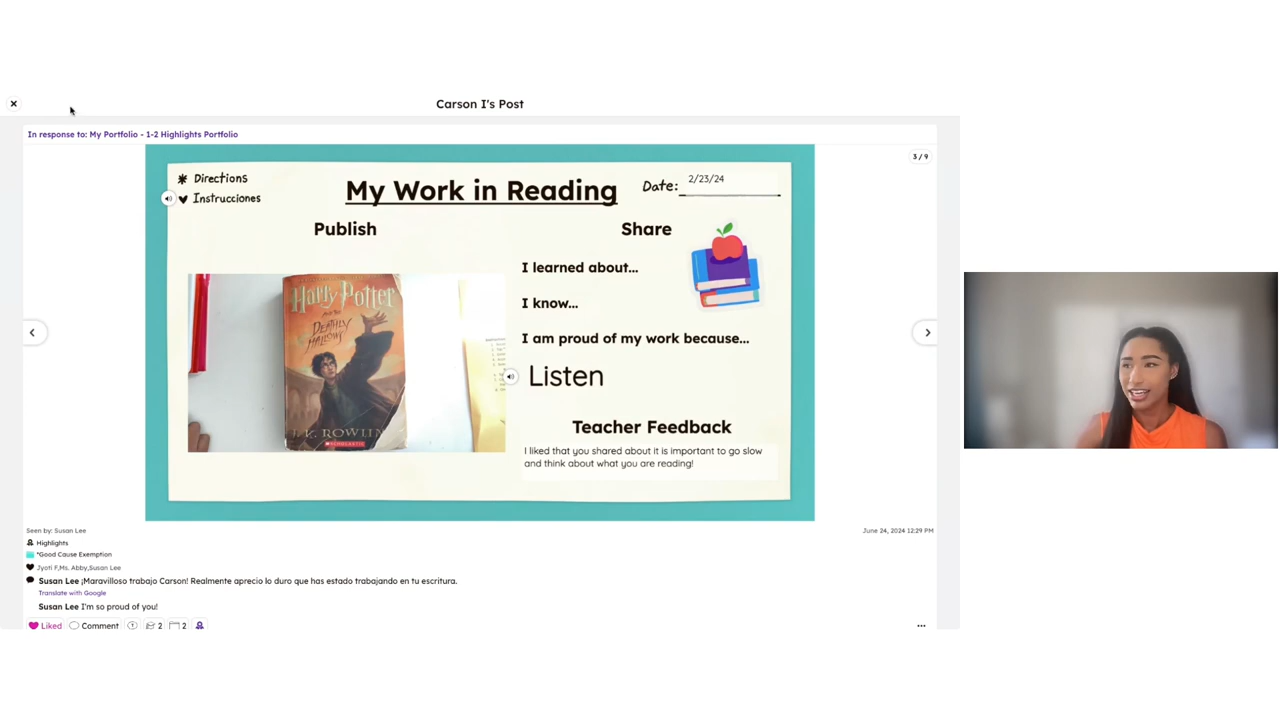 Carson I's Post
In response to: My Portfolio - 1-2 Highlights Portfolio
3 / 9
Directions
Instrucciones
My Work in Reading
Date: 2/23/24
Publish
Share
Harry Potter
AND THE
DEATHLY
HALLOWS
J.K. ROWLIN
SCHOLASTIC
I learned about...
I know...
I am proud of my work because...
Listen
Teacher Feedback
I liked that you shared about it is important to go slow
and think about what you are reading!
Seen by: Susan Lee
June 24, 2024 12:29 PM
Highlights
*Good Cause Exemption
Jyoti F,Ms. Abby,Susan Lee
Susan Lee ¡Maravilloso trabajo Carson! Realmente aprecio lo duro que has estado trabajando en tu escritura.
Translate with Google
Susan Lee I'm so proud of you!
Liked Comment 2 2